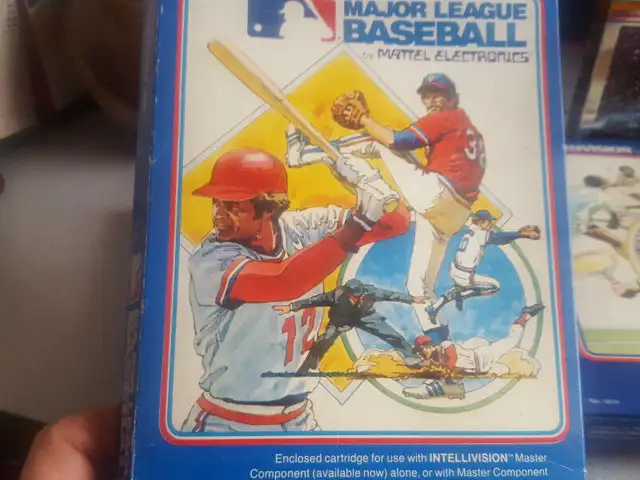 MAJOR LEAGUE
BASEBALL
by MATTEL ELECTRONICS
38
12
Enclosed cartridge for use with INTELLIVISION™ Master
Component (available now) alone, or with Master Component